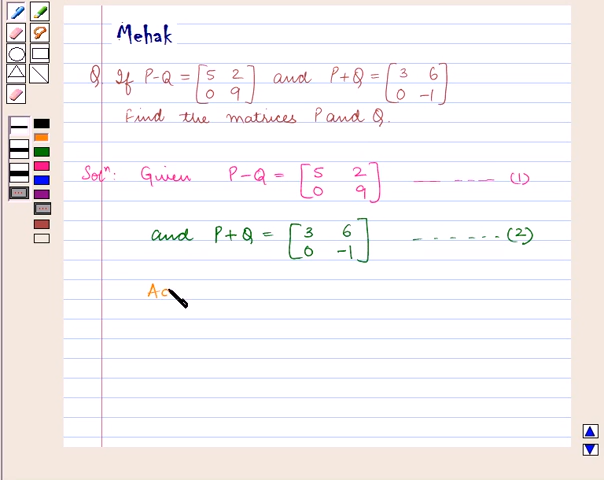 Mehak
Q. If P-Q = [5 2 0 9] and P+Q = [3 6 0 -1]
Find the matrices P and Q.
Solⁿ: Given P-Q = [5 2 0 9] -------- (1)
and P+Q = [3 6 0 -1] ------- (2)
Ac